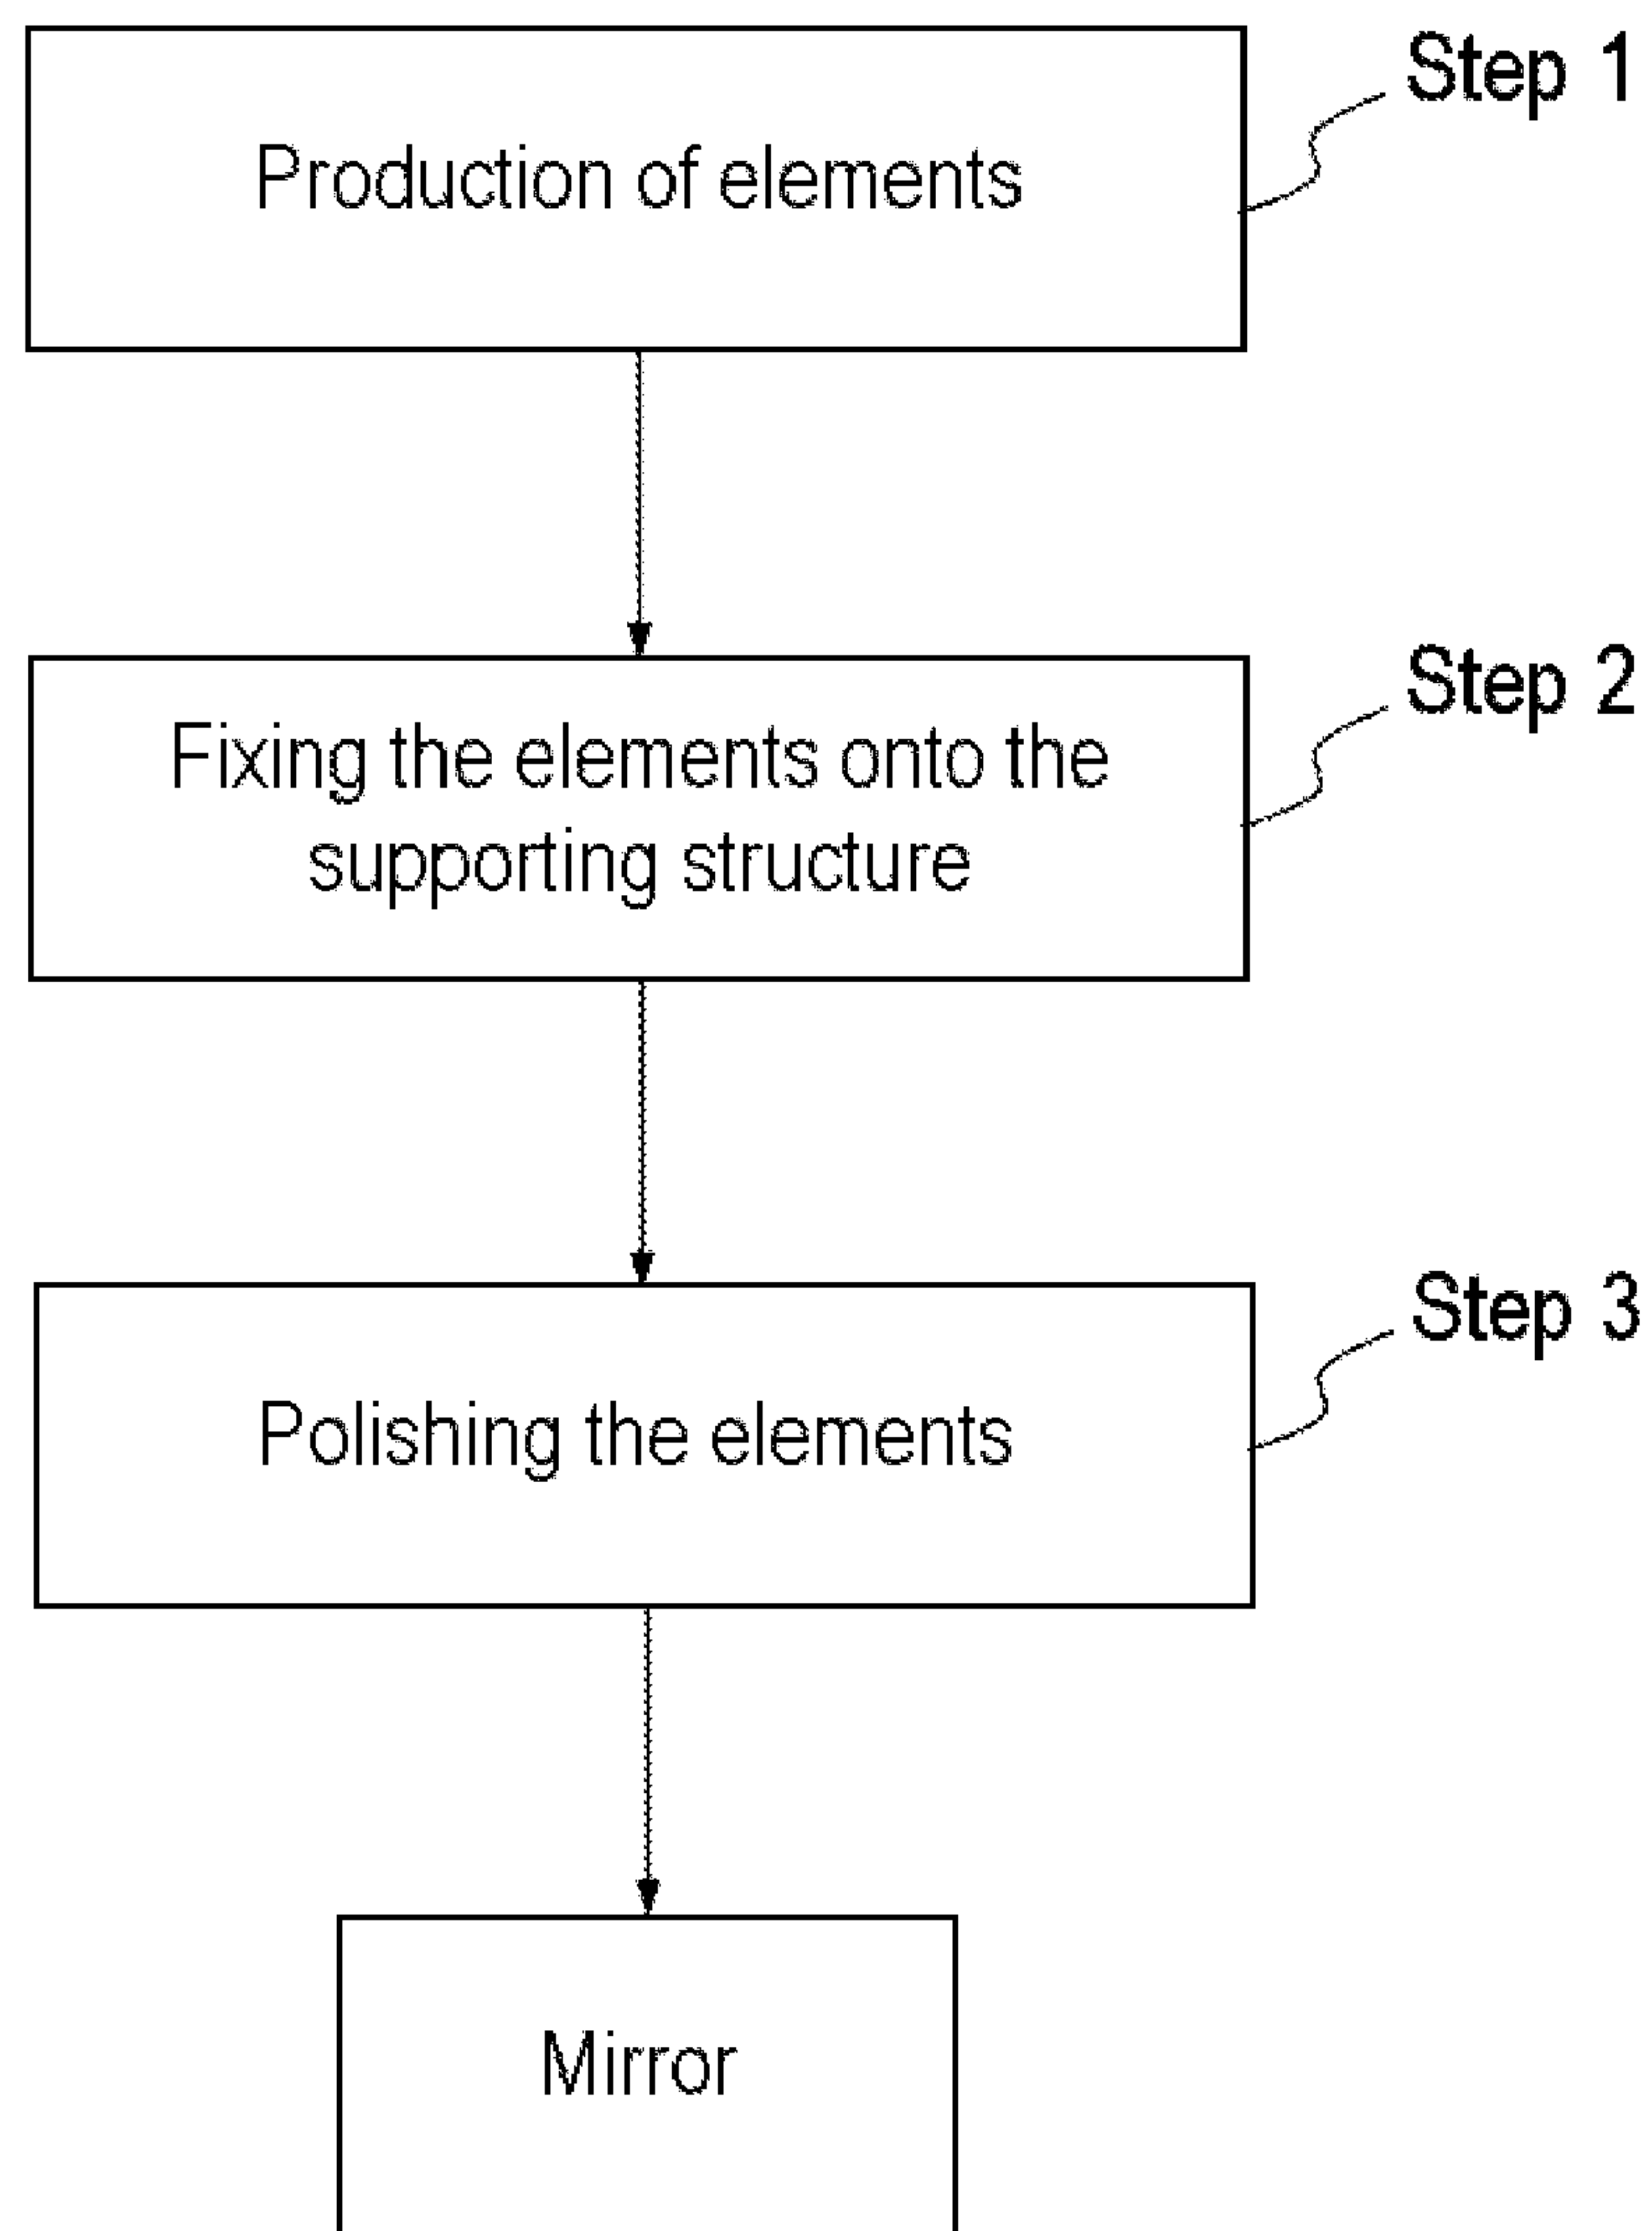 Step 1
Production of elements
Step 2
Fixing the elements onto the
supporting structure
Step 3
Polishing the elements
Mirror